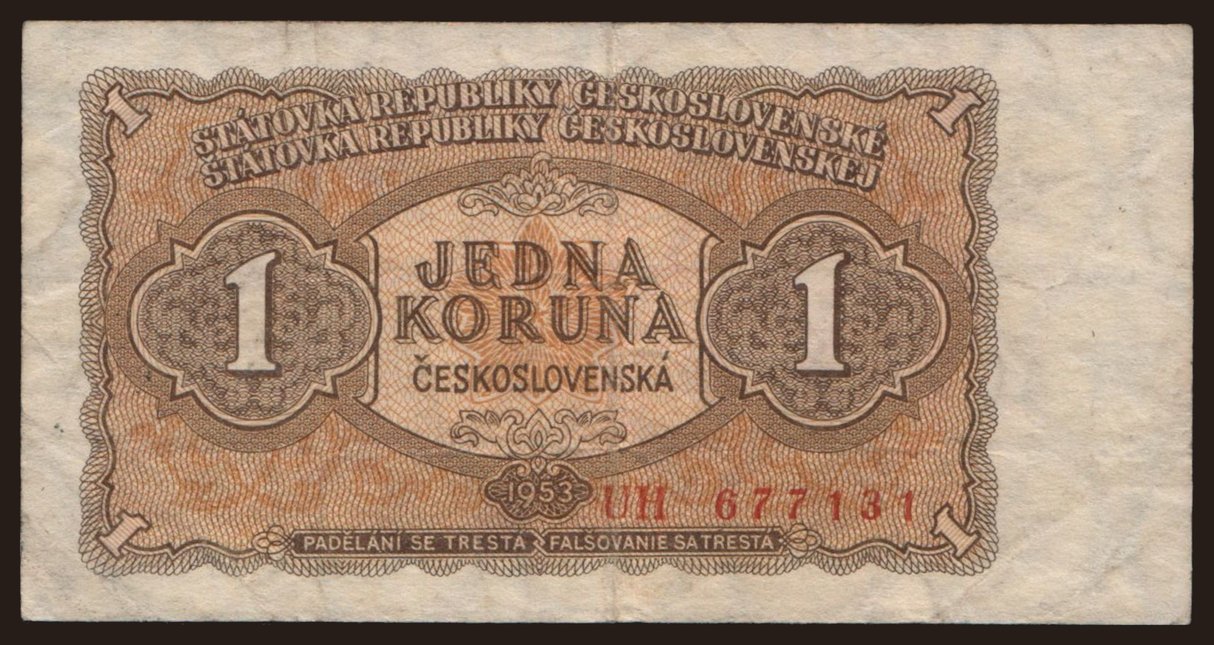 1 1
STÁTOVKA REPUBLIKY ČESKOSLOVENSKÉ
ŠTÁTOVKA REPUBLIKY ČESKOSLOVENSKEJ
JEDNA
1 KORUNA 1
ČESKOSLOVENSKÁ
1953 UH 677131
1 PADĚLÁNÍ SE TRESTÁ FALŠOVANIE SA TRESTÁ 1